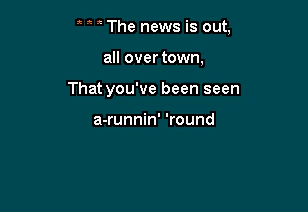 * * * The news is out,
all over town,
That you've been seen
a-runnin' 'round